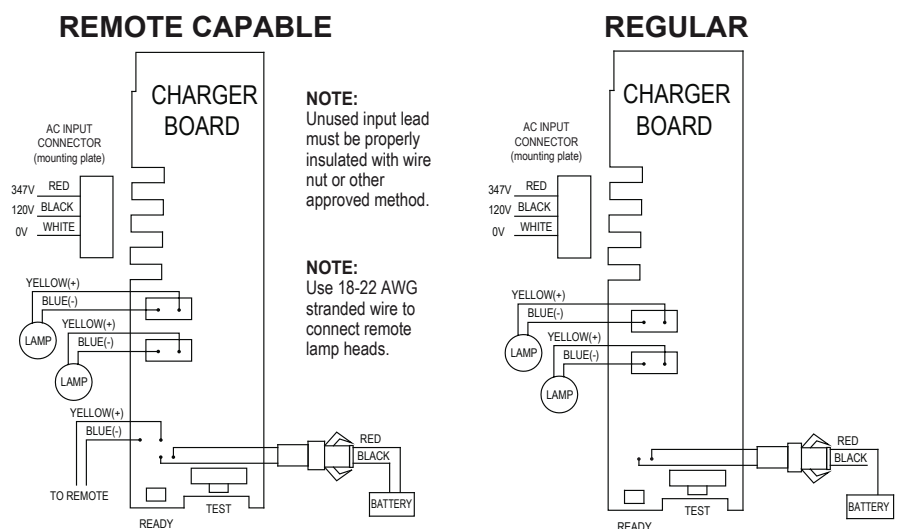 REMOTE CAPABLE
CHARGER
BOARD
AC INPUT
CONNECTOR
(mounting plate)
347V RED
120V BLACK
0V WHITE
YELLOW(+)
BLUE(-)
YELLOW(+)
LAMP
BLUE(-)
LAMP
YELLOW(+)
BLUE(-)
TO REMOTE
READY
TEST
RED
BLACK
BATTERY
NOTE:
Unused input lead
must be properly
insulated with wire
nut or other
approved method.
NOTE:
Use 18-22 AWG
stranded wire to
connect remote
lamp heads.
REGULAR
CHARGER
BOARD
AC INPUT
CONNECTOR
(mounting plate)
347V RED
120V BLACK
0V WHITE
YELLOW(+)
BLUE(-)
YELLOW(+)
LAMP
BLUE(-)
LAMP
RED
BLACK
BATTERY
TEST
READY